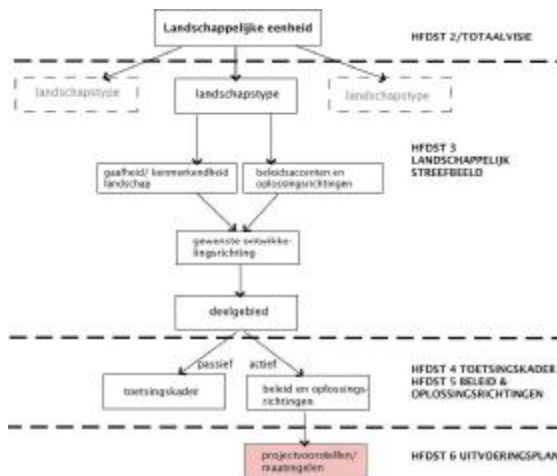 Landschappelijke eenheid
HFDST 2/TOTAALVISIE
landschapstype
landschapstype
landschapstype
HFDST 3
LANDSCHAPPELIJK
STREEFBEELD
gaafheid/ kenmerkendheid
landschap
beleidsaccenten en
oplossingsrichtingen
gewenste ontwikke-
lingsrichting
deelgebied
passief
actief
HFDST 4 TOETSINGSKADER
HFDST 5 BELEID &
OPLOSSINGSRICHTINGEN
toetsingskader
beleid en oplossings-
richtingen
projectvoorstellen/
maatregelen
HFDST 6 UITVOERINGSPLAN